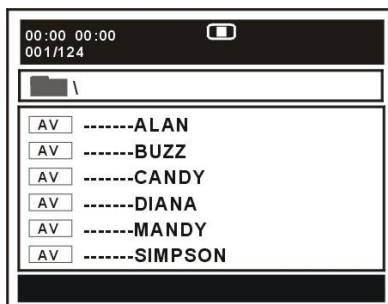 00:00 00:00
001/124
\
AV -------ALAN
AV -------BUZZ
AV -------CANDY
AV -------DIANA
AV -------MANDY
AV -------SIMPSON